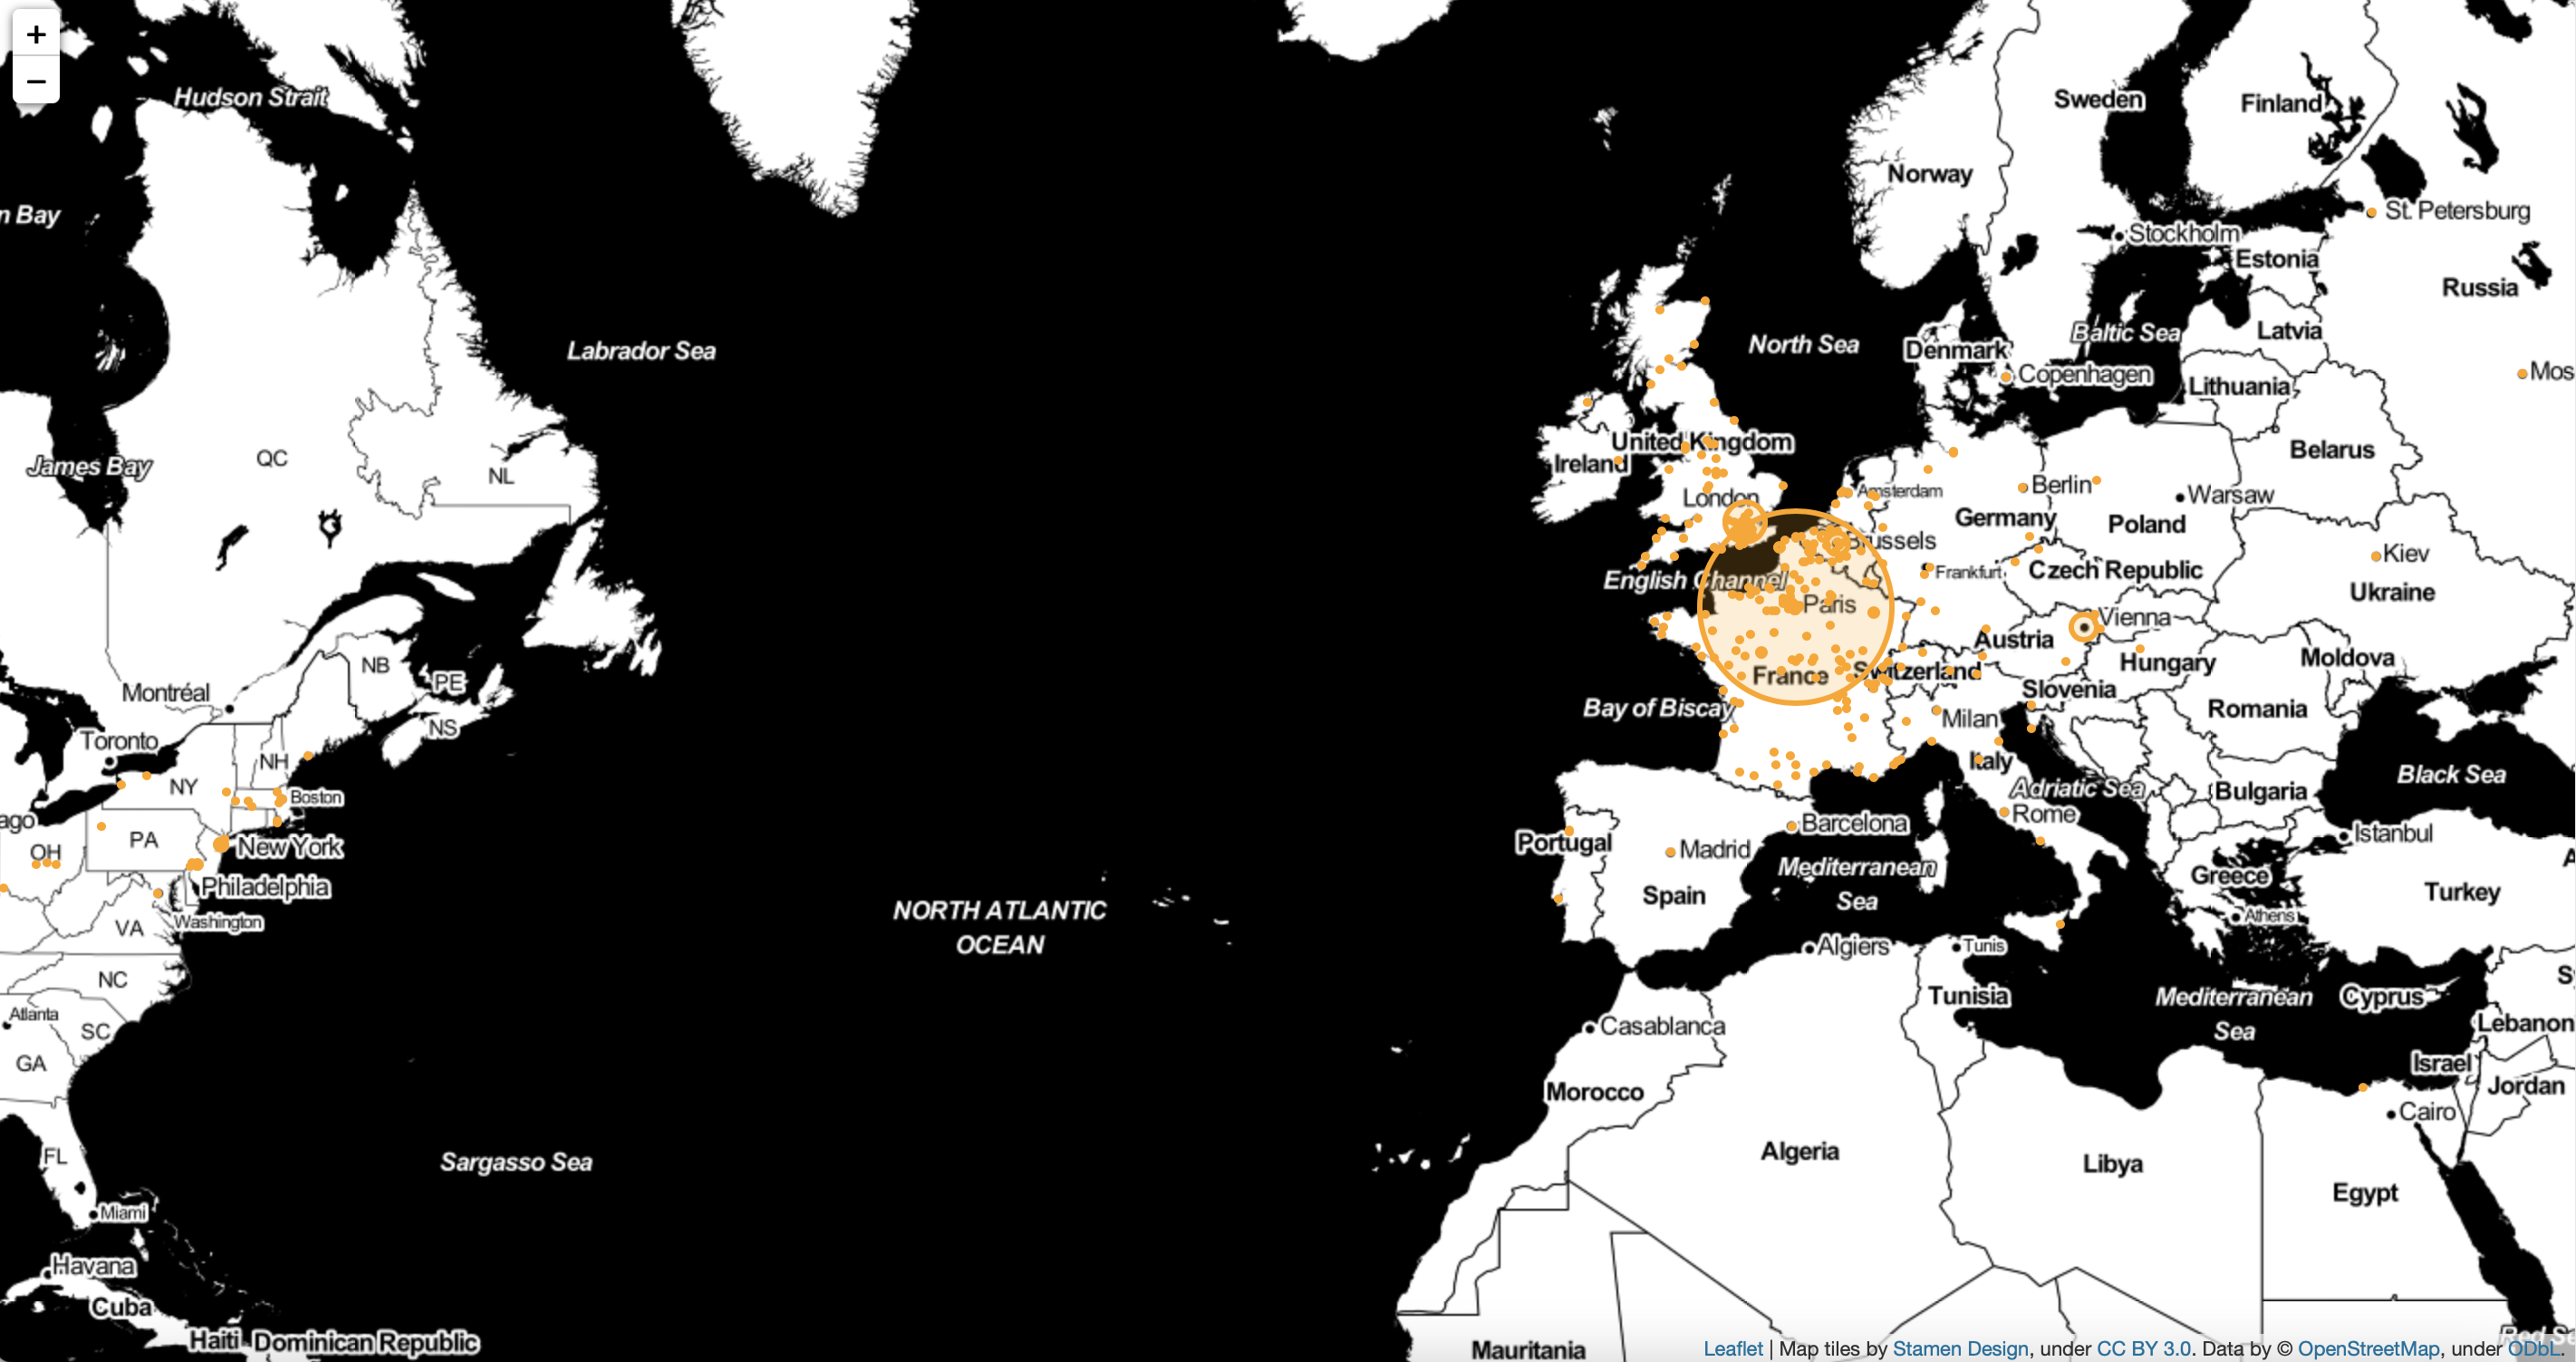 +
−
Hudson Strait
n Bay
Sweden
Finland
Norway
St. Petersburg
Stockholm
Estonia
Russia
Labrador Sea
North Sea
Baltic Sea
Latvia
Denmark
Copenhagen
Mos
Lithuania
United Kingdom
Ireland
Belarus
James Bay
QC
NL
London
Amsterdam
Berlin
Warsaw
Germany
Poland
Brussels
Kiev
English Channel
Frankfurt
Czech Republic
Ukraine
Paris
Vienna
Austria
NB
PE
France
Switzerland
Hungary
Moldova
Montréal
Slovenia
NS
Bay of Biscay
Milan
Romania
Toronto
NH
Italy
Black Sea
NY
Boston
Adriatic Sea
Bulgaria
ago
PA
New York
Barcelona
Rome
Istanbul
OH
Portugal
Madrid
Mediterranean
Sea
Greece
Turkey
A
Philadelphia
Spain
VA
Washington
NORTH ATLANTIC
OCEAN
Athens
Algiers
Tunis
NC
Tunisia
Mediterranean
Sea
Cyprus
S
Atlanta
SC
Casablanca
Lebanon
GA
Israel
Morocco
Jordan
Cairo
FL
Sargasso Sea
Algeria
Libya
Egypt
Miami
Havana
Cuba
Haiti
Dominican Republic
Mauritania
Red S
Leaflet | Map tiles by Stamen Design, under CC BY 3.0. Data by © OpenStreetMap, under ODbL.